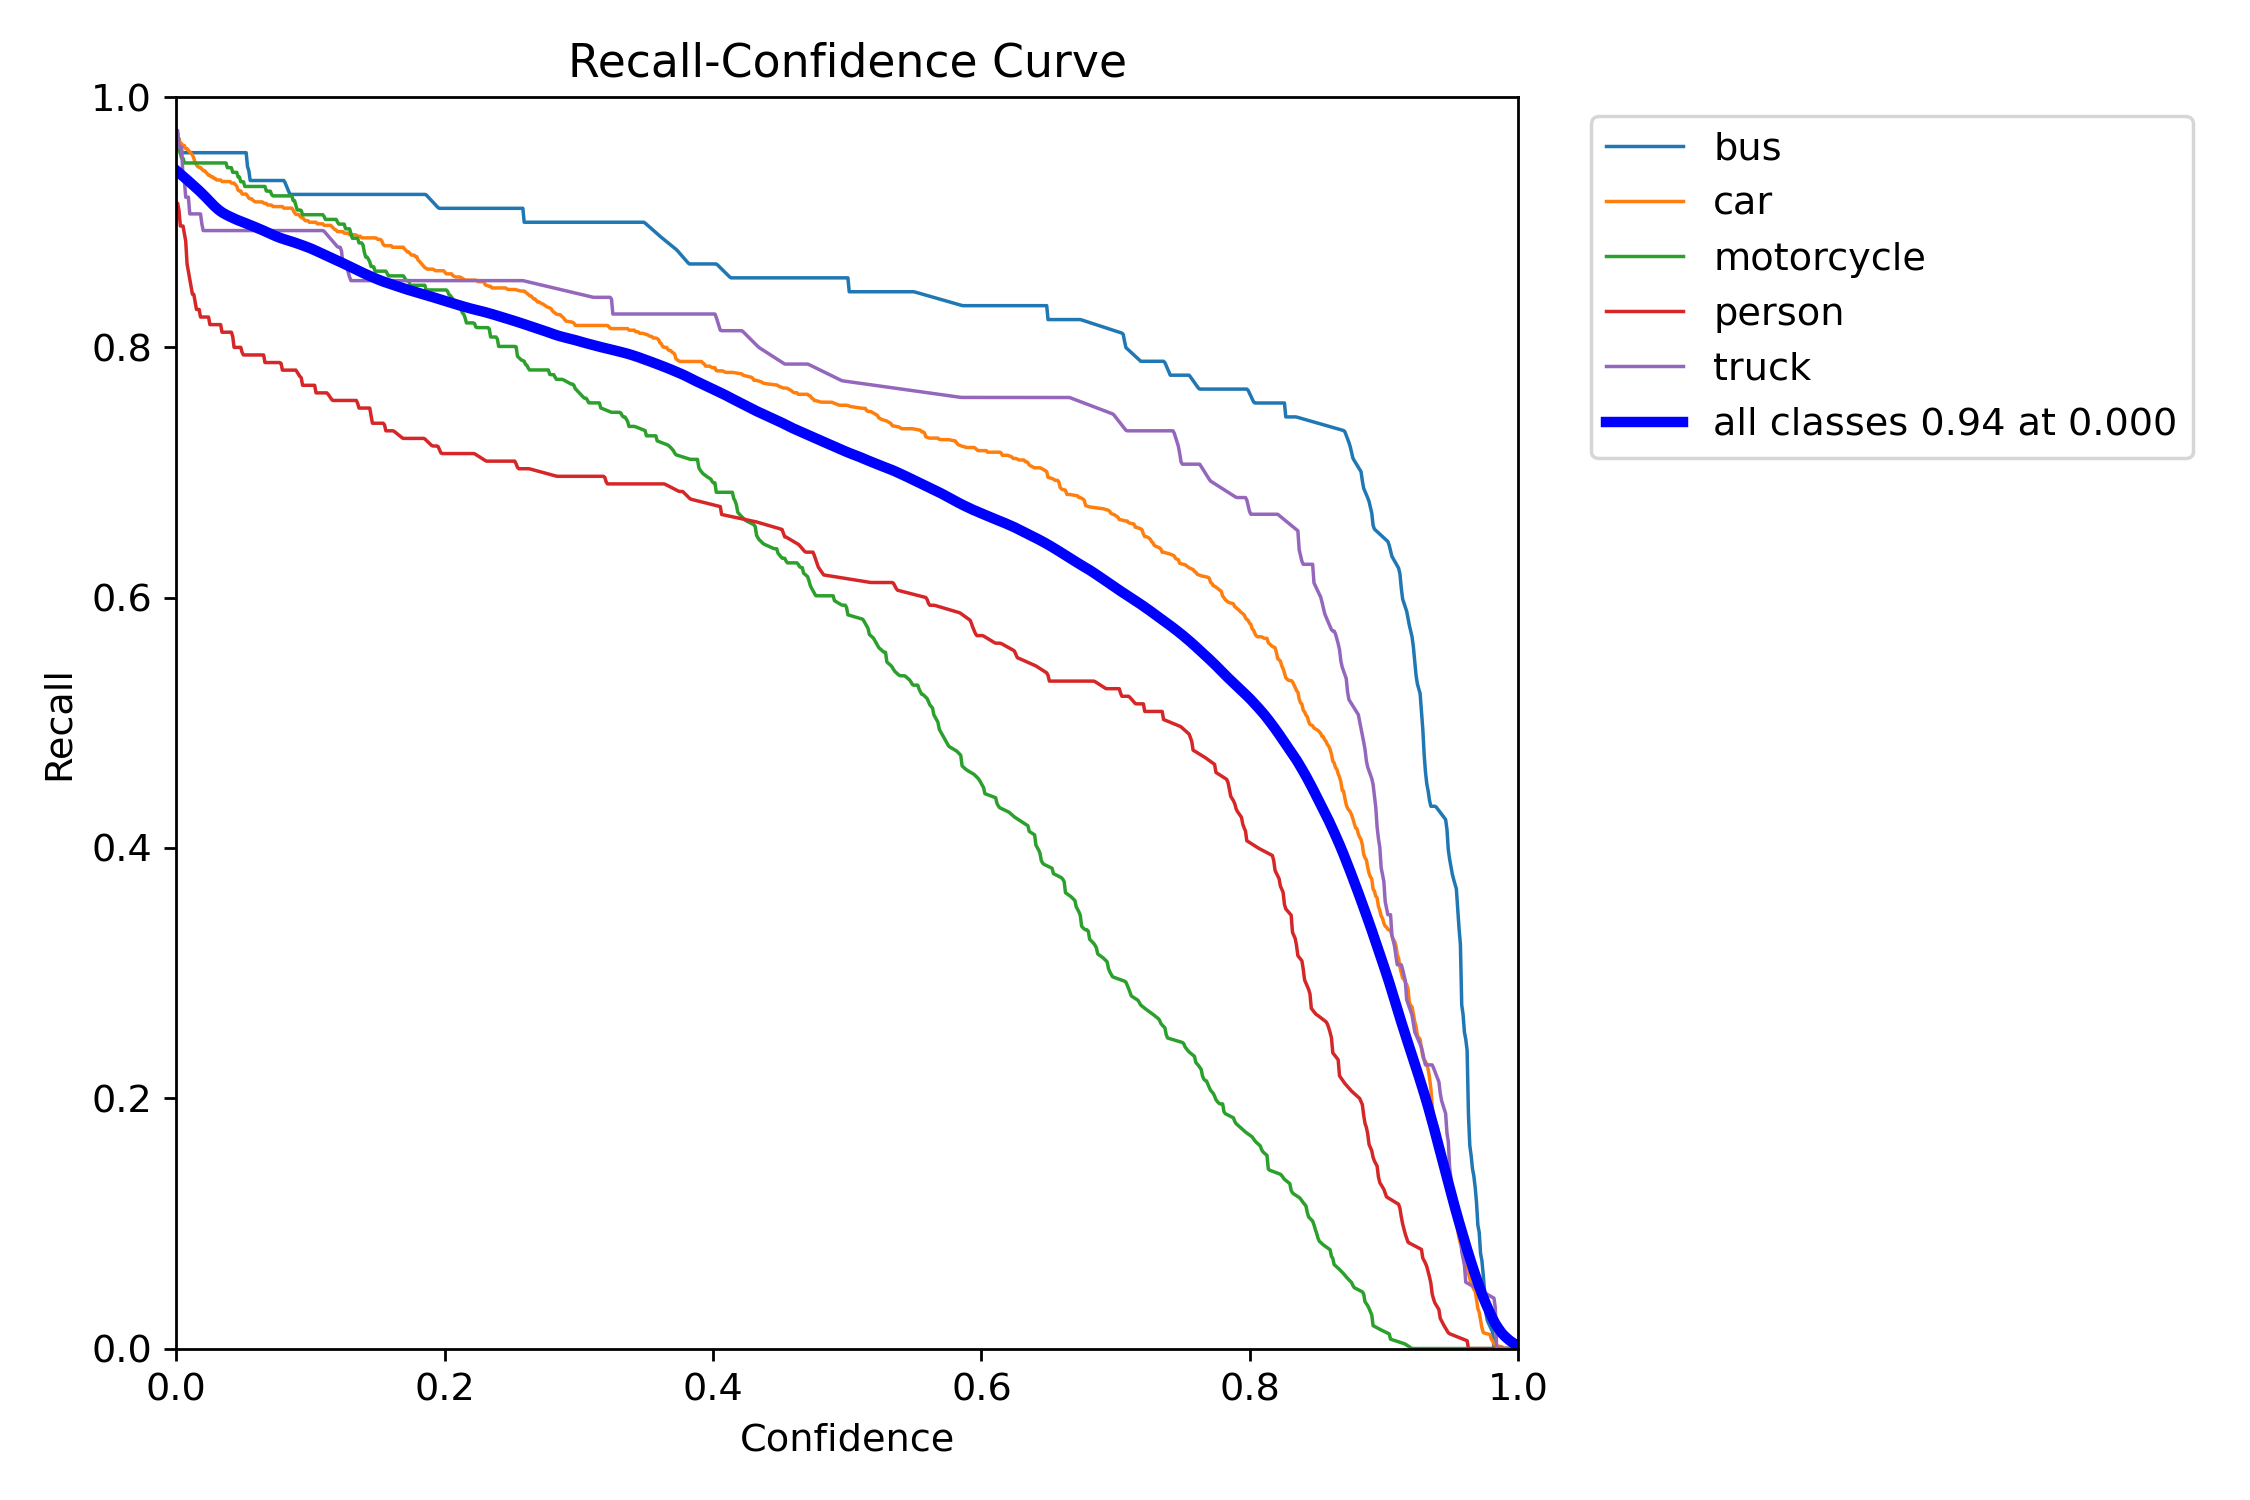 Recall-Confidence Curve
1.0
0.8
0.6
0.4
0.2
0.0
Recall
0.0 0.2 0.4 0.6 0.8 1.0
Confidence
bus
car
motorcycle
person
truck
all classes 0.94 at 0.000